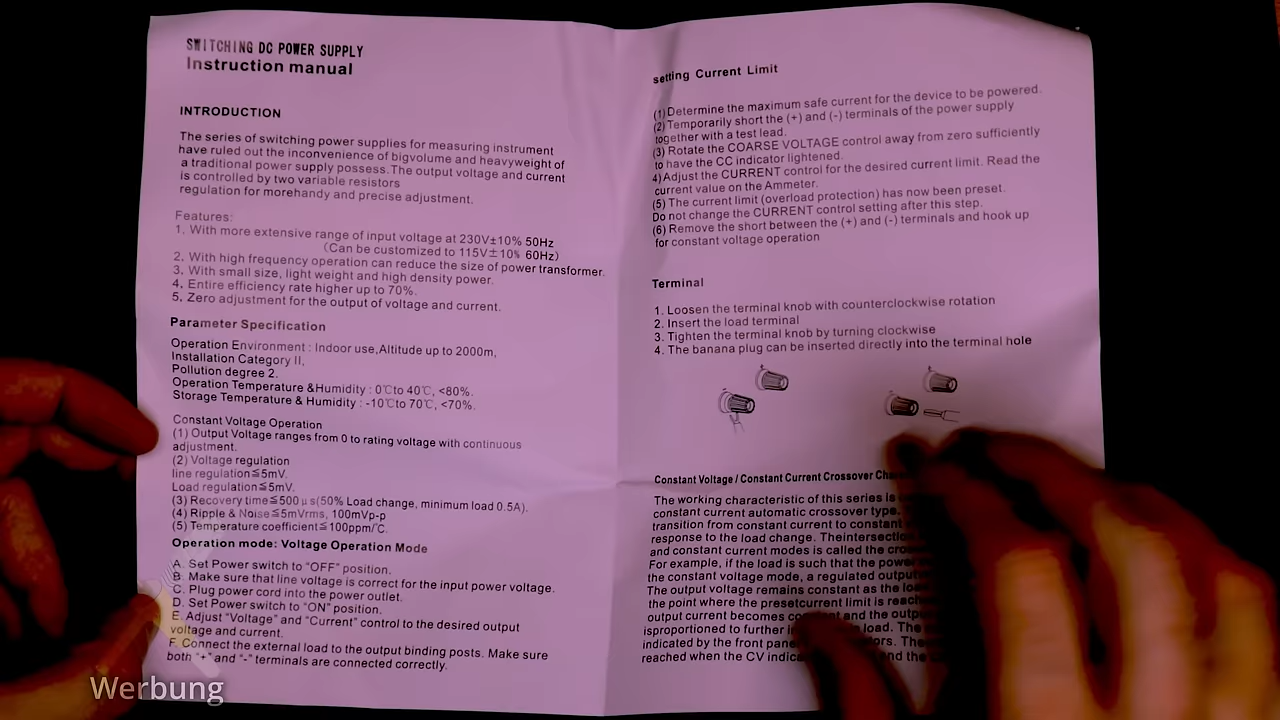 SWITCHING DC POWER SUPPLY
Instruction manual
INTRODUCTION
The series of switching power supplies for measuring instrument
have ruled out the inconvenience of bigvolume and heavyweight of
a traditional power supply possess.The output voltage and current
is controlled by two variable resistors
regulation for morehandy and precise adjustment.
Features:
1. With more extensive range of input voltage at 230V±10% 50Hz
(Can be customized to 115V±10% 60Hz)
2. With high frequency operation can reduce the size of power transformer.
3. With small size, light weight and high density power.
4. Entire efficiency rate higher up to 70%.
5. Zero adjustment for the output of voltage and current.
Parameter Specification
Operation Environment : Indoor use,Altitude up to 2000m,
Installation Category II,
Pollution degree 2.
Operation Temperature &Humidity : 0℃to 40℃, <80%.
Storage Temperature & Humidity : -10℃to 70℃, <70%.
Constant Voltage Operation
(1) Output Voltage ranges from 0 to rating voltage with continuous
adjustment.
(2) Voltage regulation
line regulation≦5mV.
Load regulation≦5mV.
(3) Recovery time≦500μs(50% Load change, minimum load 0.5A).
(4) Ripple & Noise≦5mVrms, 100mVp-p
(5) Temperature coefficient≦100ppm/℃.
Operation mode: Voltage Operation Mode
A. Set Power switch to "OFF" position.
B. Make sure that line voltage is correct for the input power voltage.
C. Plug power cord into the power outlet.
D. Set Power switch to "ON" position.
E. Adjust "Voltage" and "Current" control to the desired output
voltage and current.
F. Connect the external load to the output binding posts. Make sure
both "+" and "-" terminals are connected correctly.
setting Current Limit
(1)Determine the maximum safe current for the device to be powered.
(2) Temporarily short the (+) and (-) terminals of the power supply
together with a test lead.
(3) Rotate the COARSE VOLTAGE control away from zero sufficiently
to have the CC indicator lightened.
4)Adjust the CURRENT control for the desired current limit. Read the
current value on the Ammeter.
(5) The current limit (overload protection) has now been preset.
Do not change the CURRENT control setting after this step.
(6) Remove the short between the (+) and (-) terminals and hook up
for constant voltage operation
Terminal
1. Loosen the terminal knob with counterclockwise rotation
2. Insert the load terminal
3. Tighten the terminal knob by turning clockwise
4. The banana plug can be inserted directly into the terminal hole
Constant Voltage / Constant Current Crossover
The working characteristic of this series is
constant current automatic crossover type.
transition from constant current to constant
response to the load change. Theintersection
and constant current modes is called the
For example, if the load is such that the
the constant voltage mode, a regulated output
The output voltage remains constant as the
the point where the presetcurrent limit is
output current becomes and the
isproportioned to further load. The
indicated by the front
reached when the CV and the
Werbung